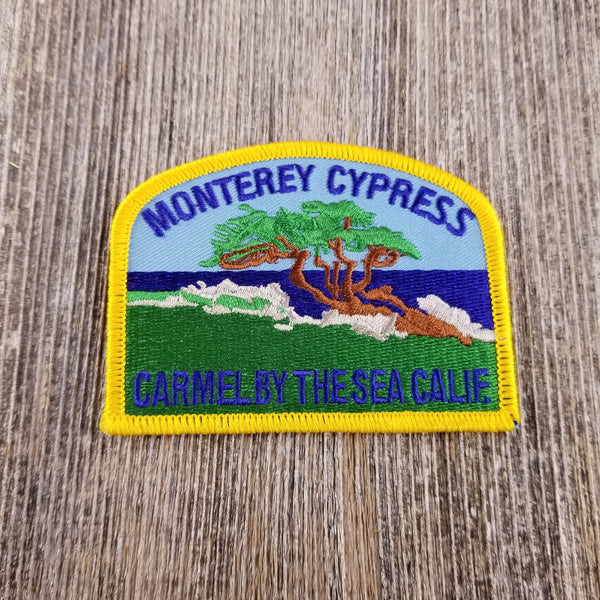 MONTEREY CYPRESS
CARMEL BY THE SEA CALIF.